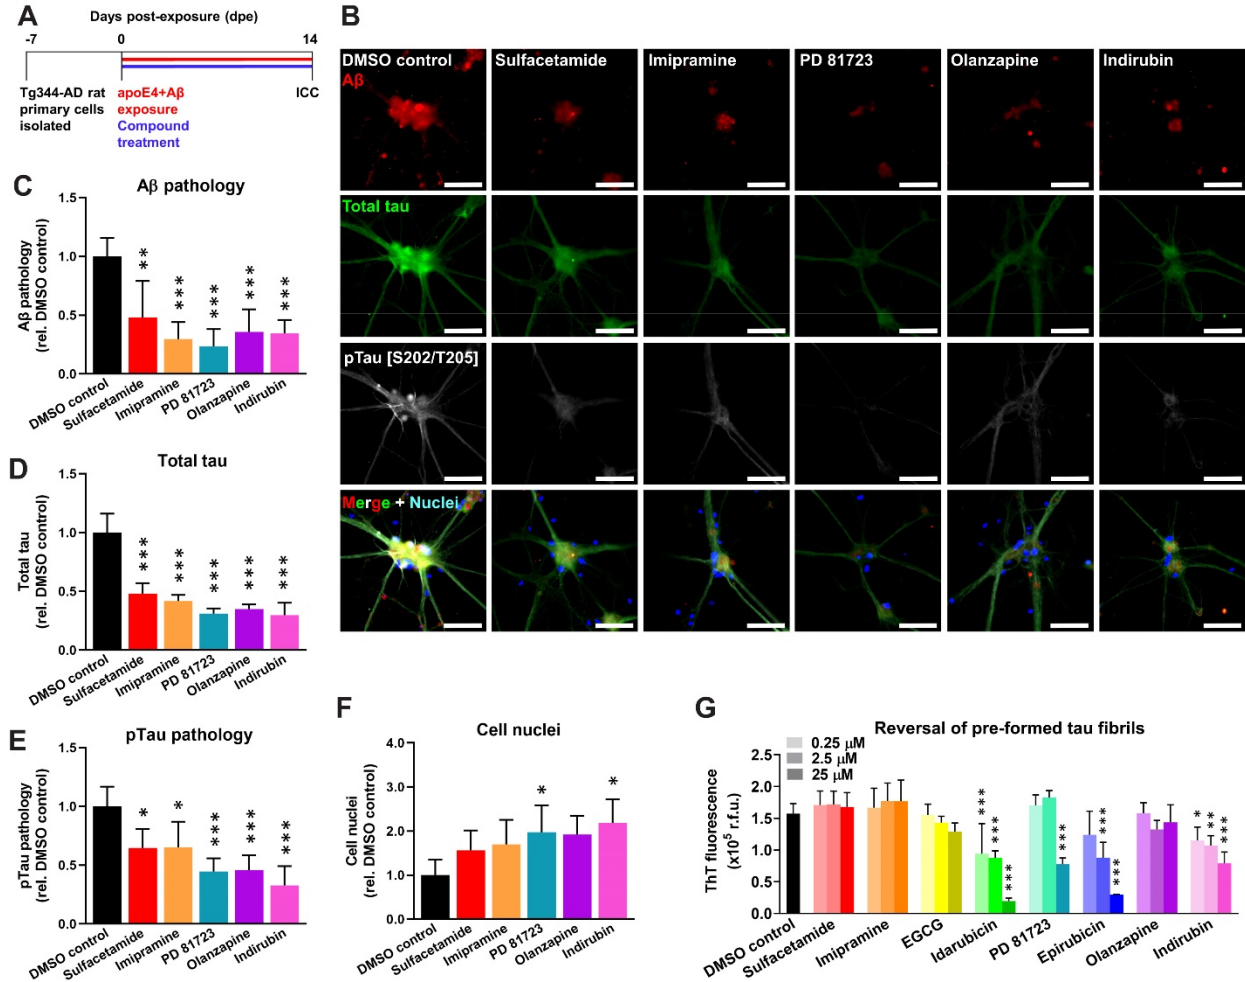 A
Days post-exposure (dpe)
-7 0 14
Tg344-AD rat
primary cells
isolated
apoE4+Aβ
exposure
Compound
treatment
ICC
B
DMSO control
Aβ
Sulfacetamide
Imipramine
PD 81723
Olanzapine
Indirubin
Total tau
pTau [S202/T205]
Merge + Nuclei
C
Aβ pathology
Aβ pathology
(rel. DMSO control)
1.5
1.0
0.5
0.0
**
***
***
***
***
DMSO control
Sulfacetamide
Imipramine
PD 81723
Olanzapine
Indirubin
D
Total tau
Total tau
(rel. DMSO control)
1.5
1.0
0.5
0.0
***
***
***
***
***
DMSO control
Sulfacetamide
Imipramine
PD 81723
Olanzapine
Indirubin
E
pTau pathology
pTau pathology
(rel. DMSO control)
1.5
1.0
0.5
0.0
*
*
***
***
***
DMSO control
Sulfacetamide
Imipramine
PD 81723
Olanzapine
Indirubin
F
Cell nuclei
Cell nuclei
(rel. DMSO control)
4.0
3.0
2.0
1.0
0.0
*
*
DMSO control
Sulfacetamide
Imipramine
PD 81723
Olanzapine
Indirubin
G
Reversal of pre-formed tau fibrils
0.25 µM
2.5 µM
25 µM
ThT fluorescence
(x10⁵ r.f.u.)
2.5
2.0
1.5
1.0
0.5
0.0
***
***
***
***
***
***
*
**
***
DMSO control
Sulfacetamide
Imipramine
EGCG
Idarubicin
PD 81723
Epirubicin
Olanzapine
Indirubin